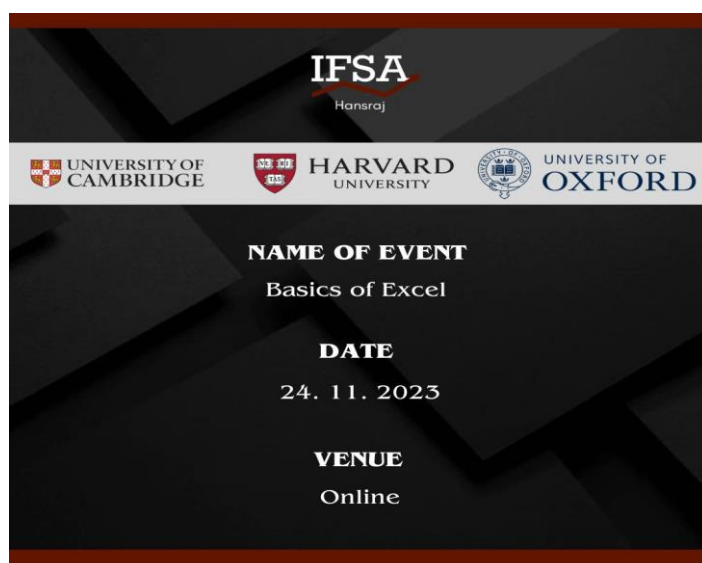 IFSA
Hansraj
UNIVERSITY OF
CAMBRIDGE
HARVARD
UNIVERSITY
UNIVERSITY OF
OXFORD
NAME OF EVENT
Basics of Excel
DATE
24. 11. 2023
VENUE
Online